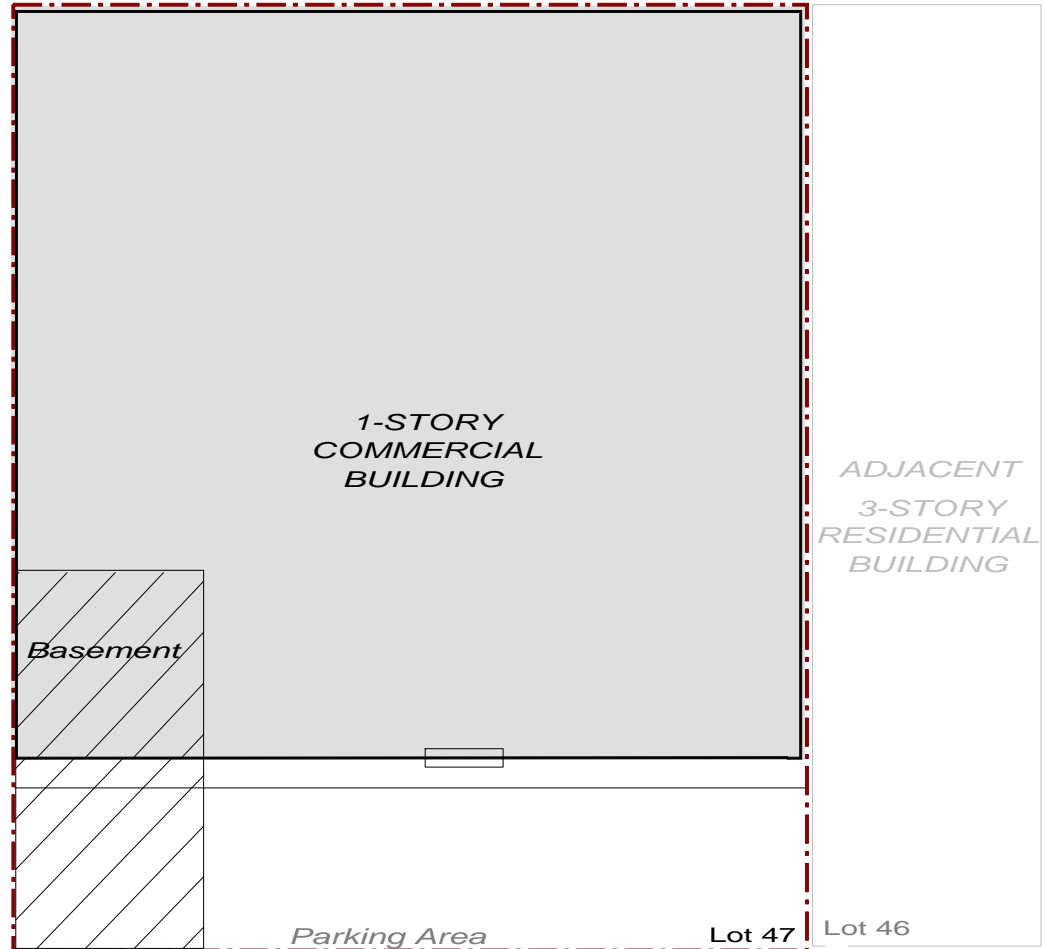 1-STORY
COMMERCIAL
BUILDING
ADJACENT
3-STORY
RESIDENTIAL
BUILDING
Basement
Parking Area
Lot 47
Lot 46